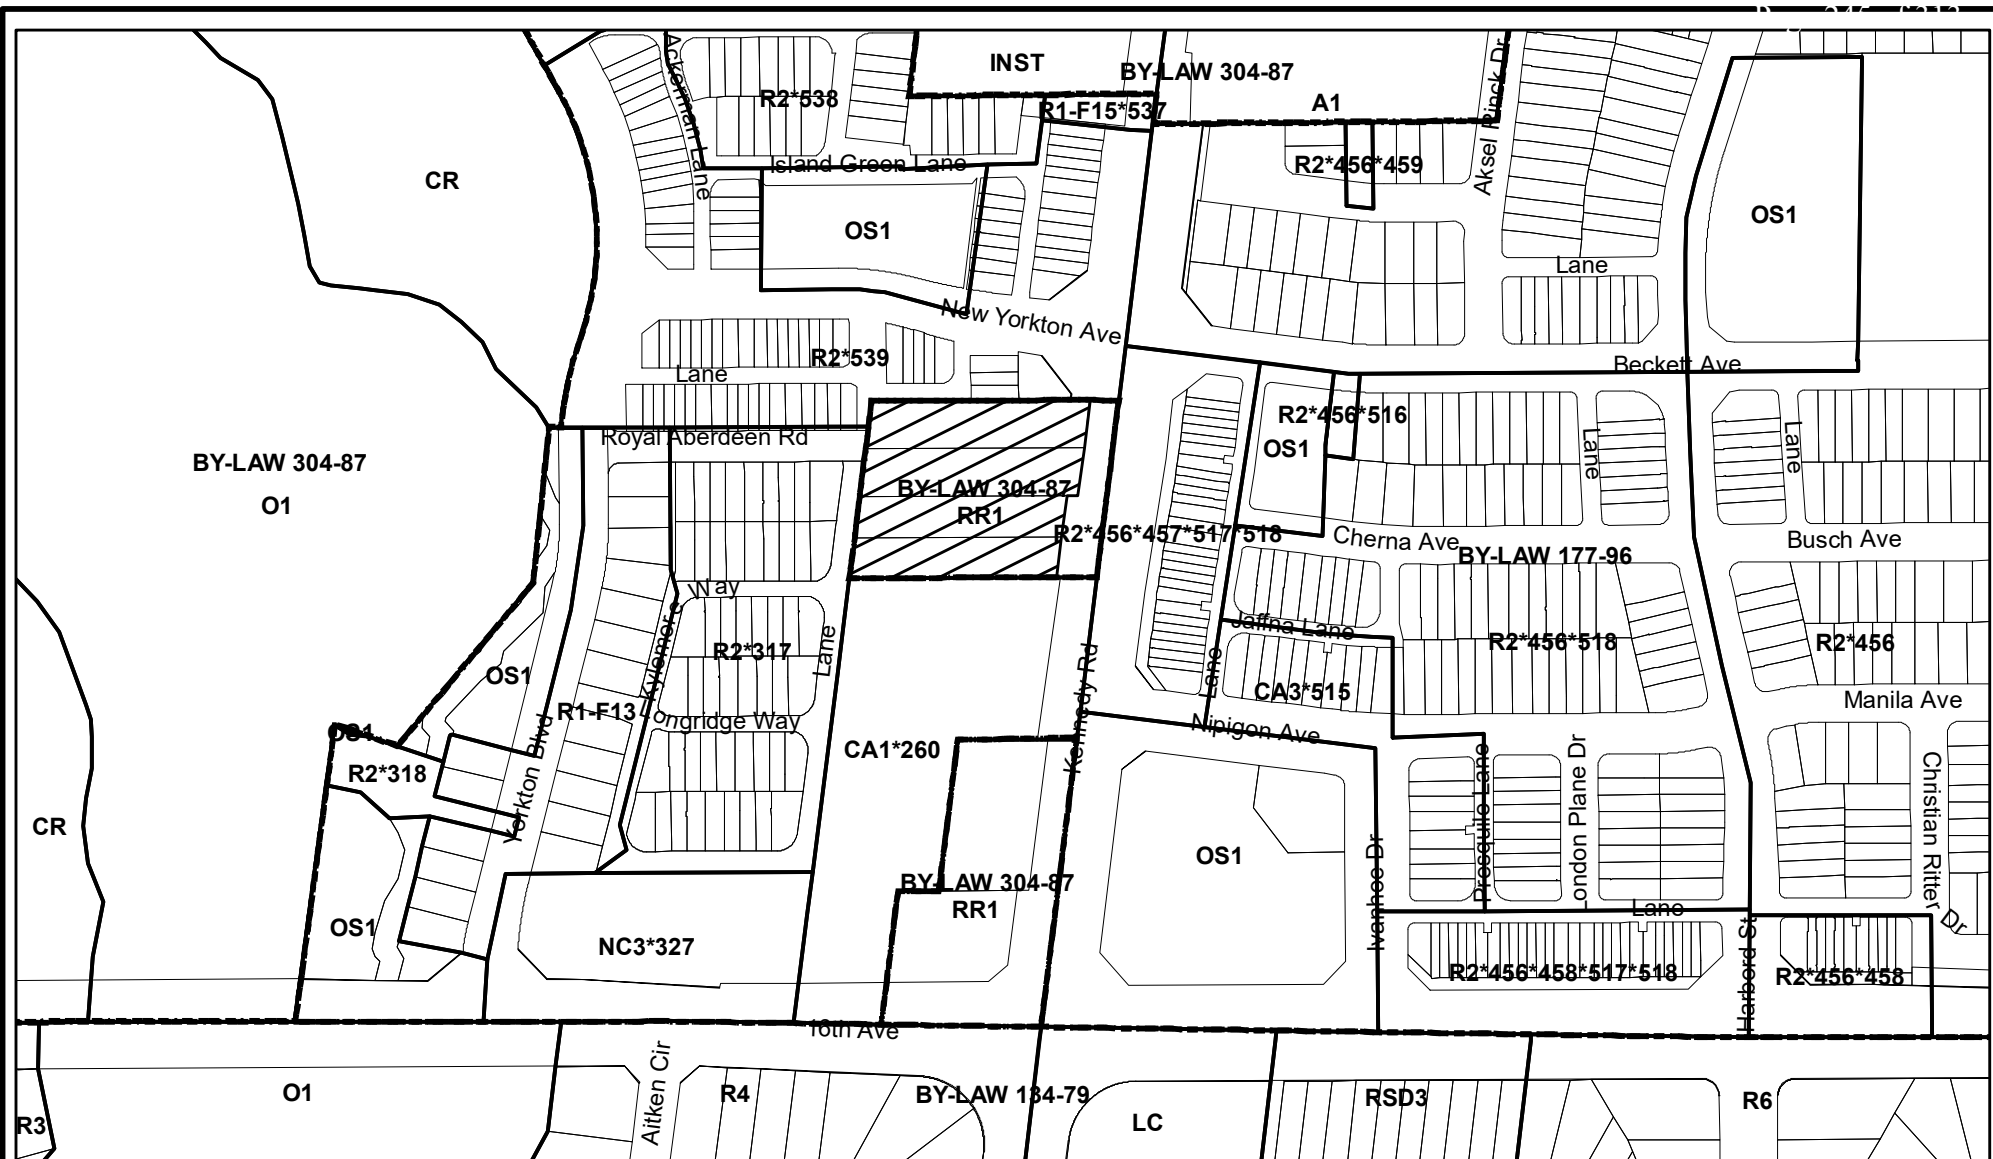 INST
BY-LAW 304-87
Ackerman Lane
R2*538
R1-F15*537
A1
Aksel Rinck Dr
Island Green Lane
R2*456*459
CR
OS1
OS1
Lane
New Yorkton Ave
R2*539
Beckett Ave
Lane
R2*456*516
Royal Aberdeen Rd
OS1
Lane
Lane
BY-LAW 304-87
O1
BY-LAW 304-87
RR1
R2*456*457*517*518
Cherna Ave
BY-LAW 177-96
Busch Ave
Way
Kylemore
Jaffna Lane
R2*317
Lane
R2*456*518
R2*456
OS1
Kennedy Rd
Lane
CA3*515
R1-F13
Longridge Way
Manila Ave
Nipigon Ave
OS1
Yorkton Blvd
CA1*260
R2*318
Presquile Lane
London Plane Dr
Christian Ritter Dr
CR
OS1
Ivanhoe Dr
BY-LAW 304-87
RR1
Lane
OS1
NC3*327
R2*456*458*517*518
Harbord St
R2*456*458
16th Ave
O1
Aitken Cir
R4
BY-LAW 134-79
RSD3
R6
R3
LC